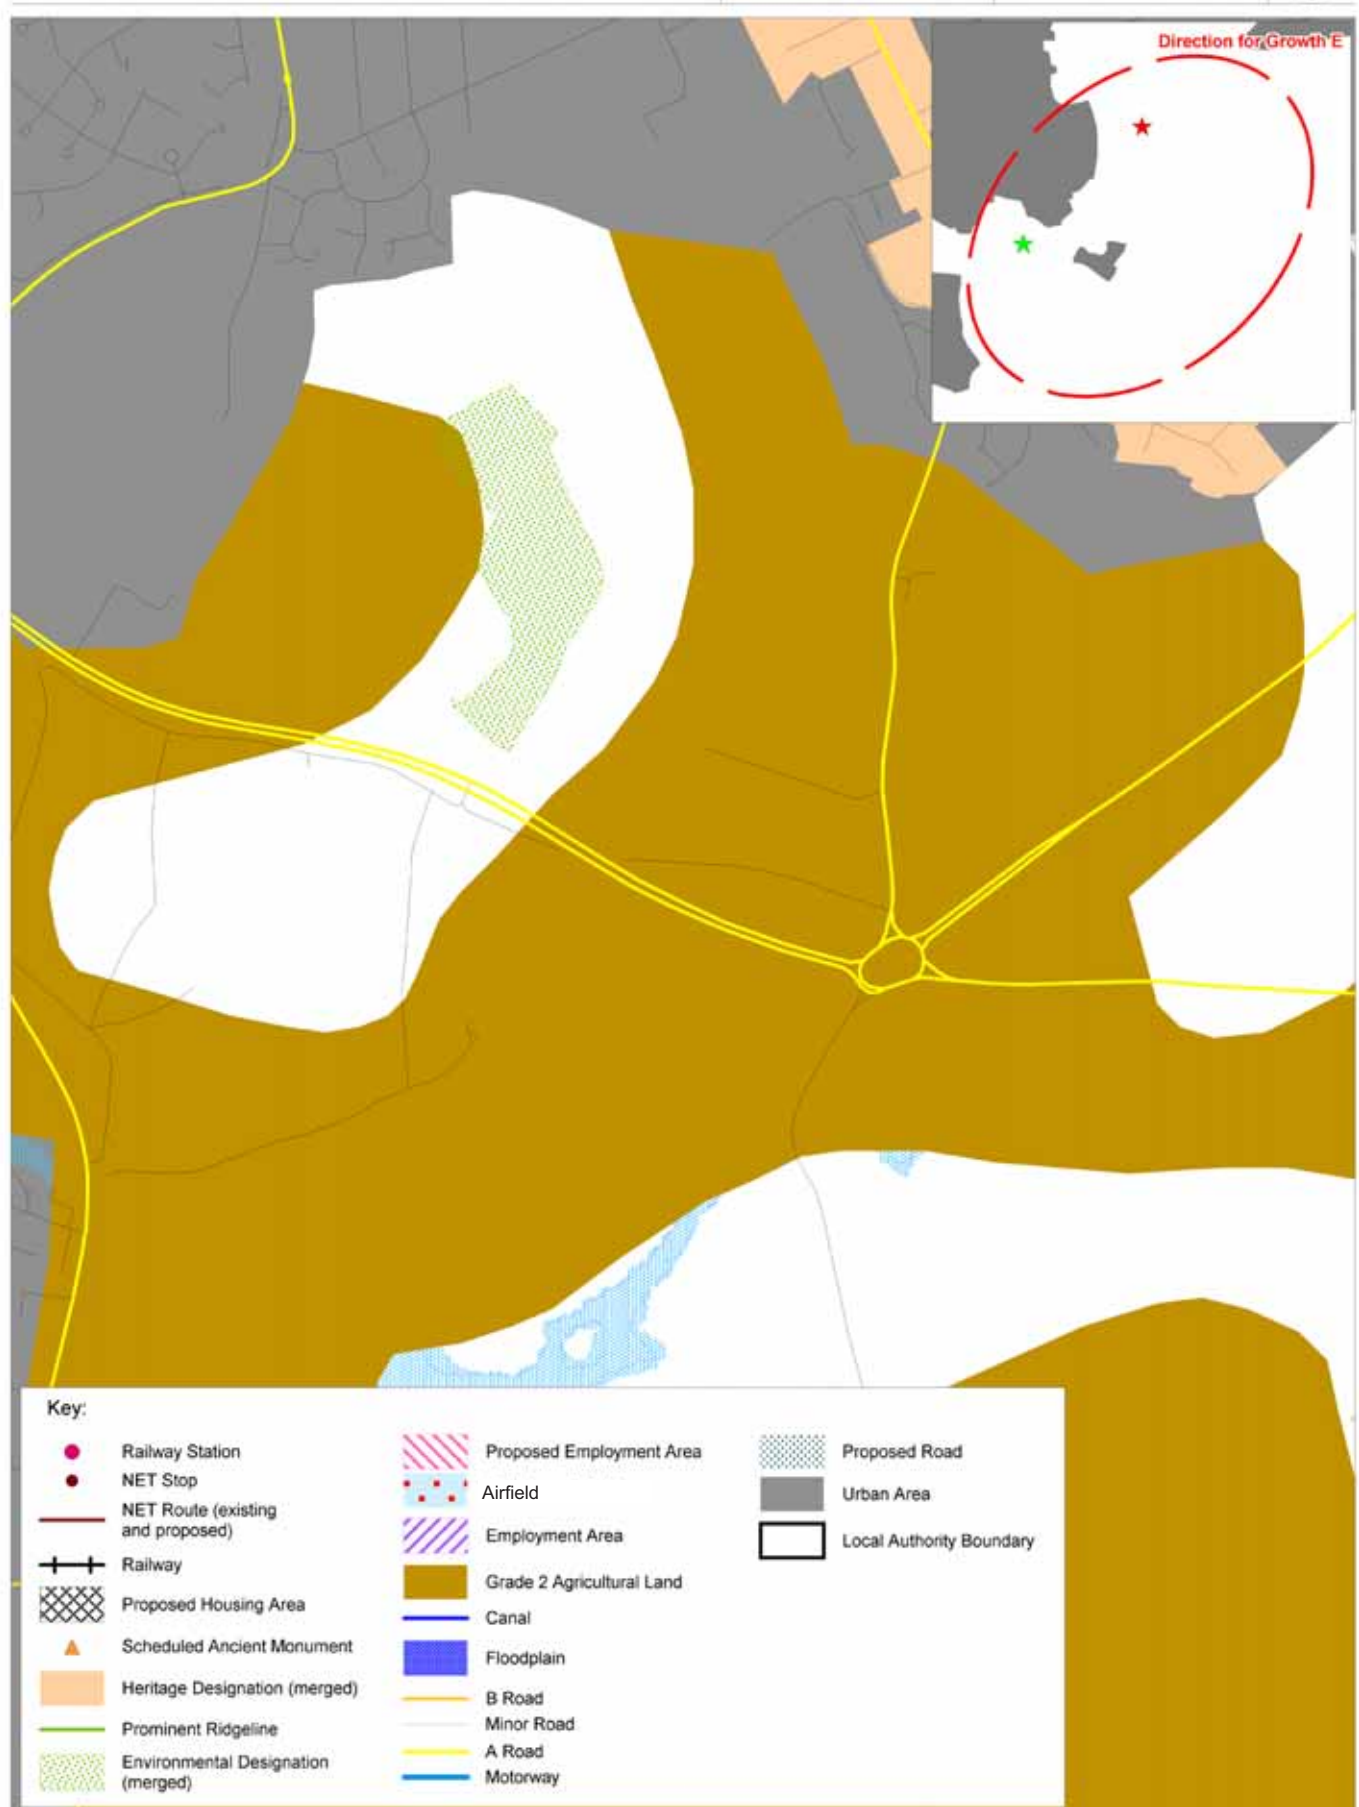 Direction for Growth E
Key:
Railway Station
NET Stop
NET Route (existing
and proposed)
Railway
Proposed Housing Area
Scheduled Ancient Monument
Heritage Designation (merged)
Prominent Ridgeline
Environmental Designation
(merged)
Proposed Employment Area
Airfield
Employment Area
Grade 2 Agricultural Land
Canal
Floodplain
B Road
Minor Road
A Road
Motorway
Proposed Road
Urban Area
Local Authority Boundary